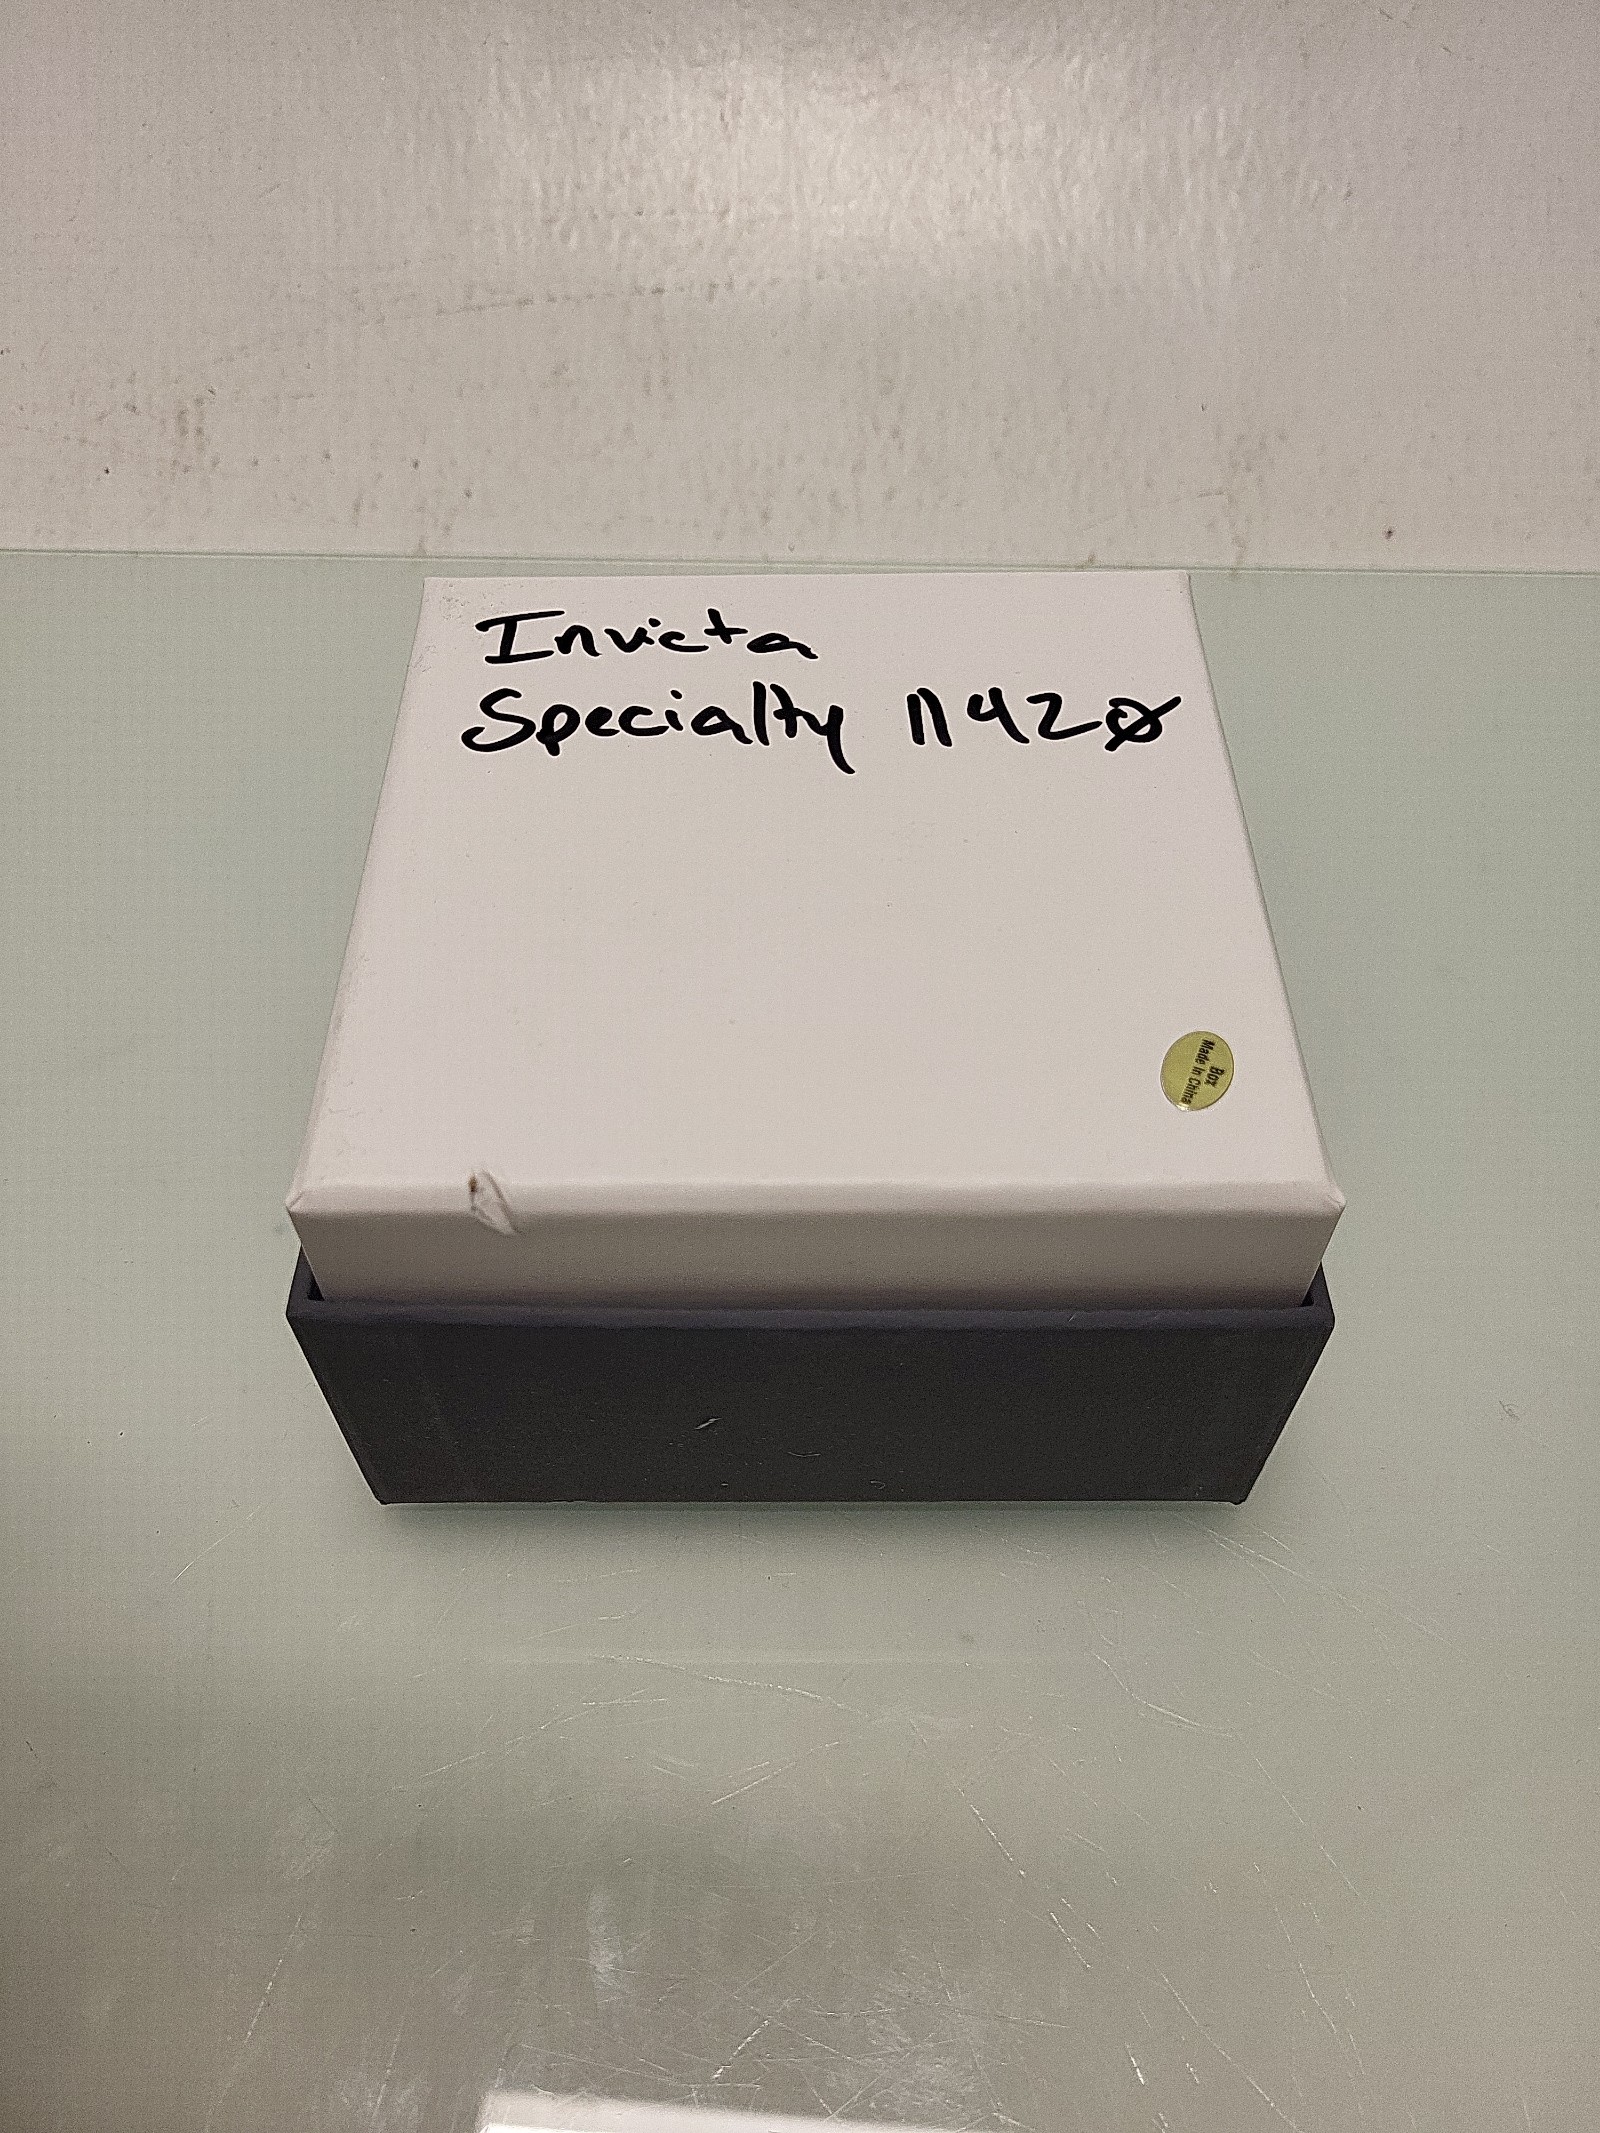 Invicta
Specialty 11420
Box
Made In China